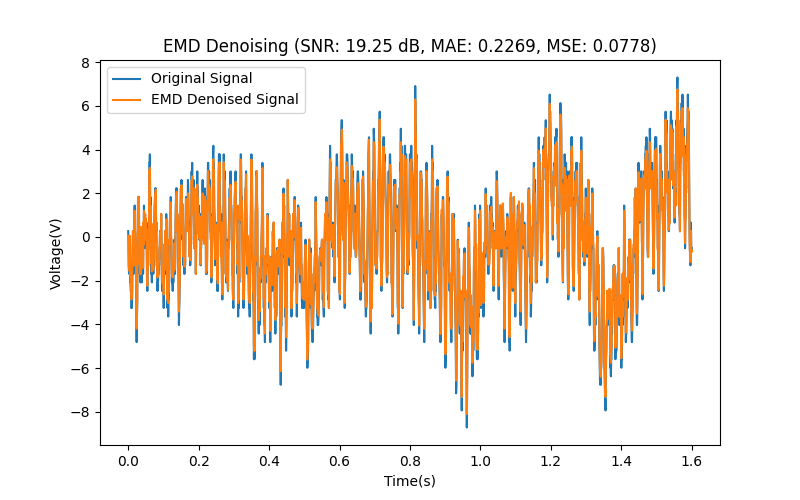 EMD Denoising (SNR: 19.25 dB, MAE: 0.2269, MSE: 0.0778)
Original Signal
EMD Denoised Signal
8
6
4
2
0
−2
−4
−6
−8
Voltage(V)
0.0 0.2 0.4 0.6 0.8 1.0 1.2 1.4 1.6
Time(s)